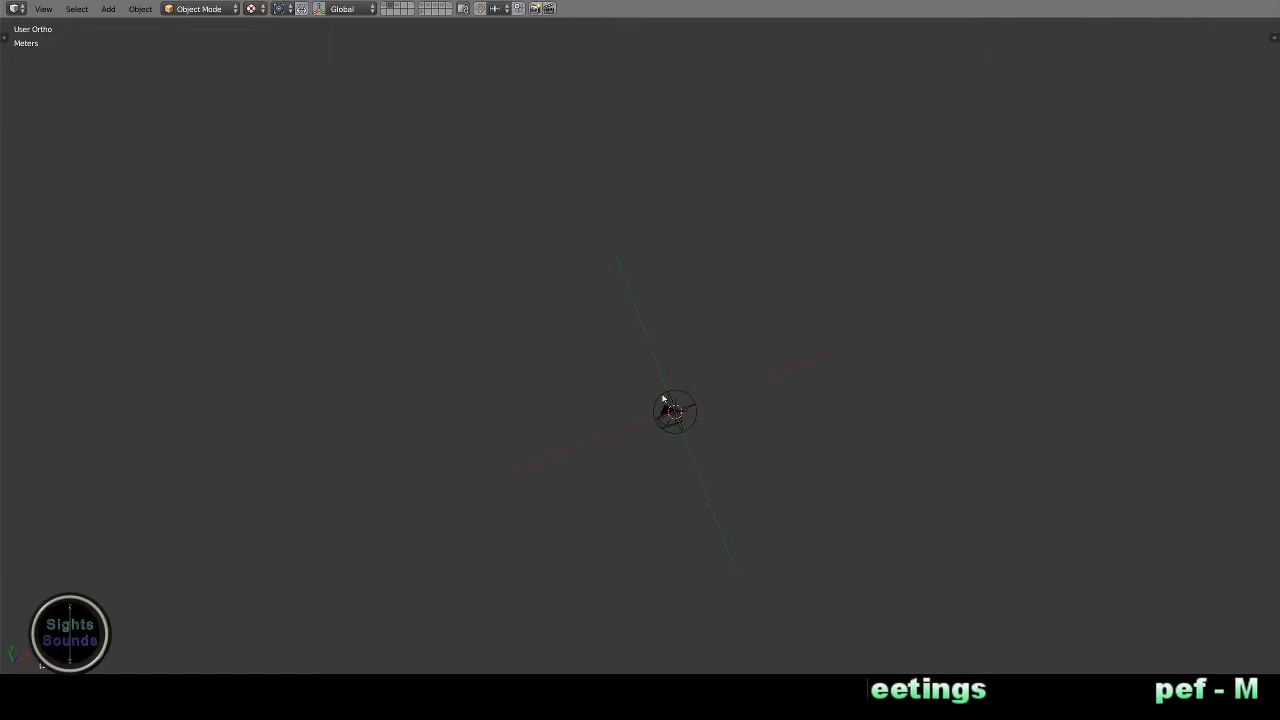 View Select Add Object Object Mode Global
User Ortho
Meters
Sights
Sounds
eetings pef - M